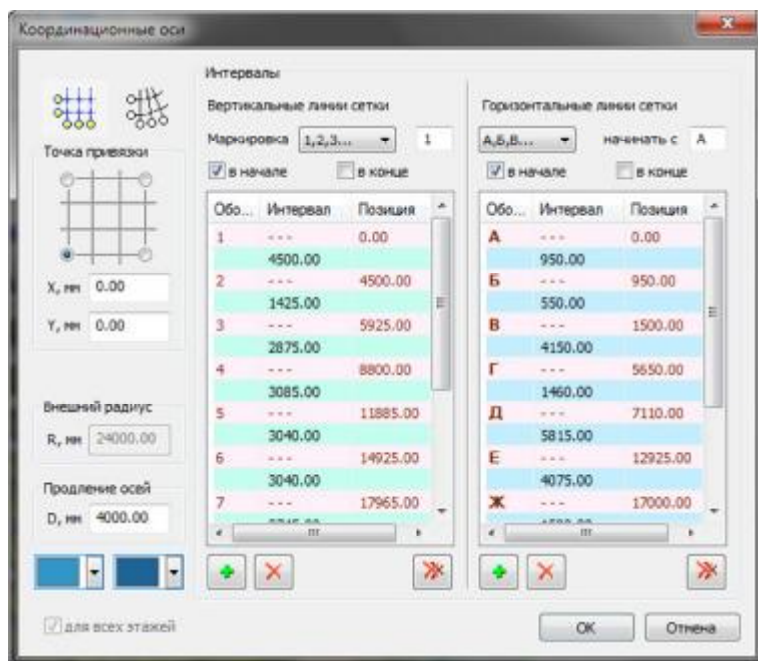 Координационные оси
Интервалы
Вертикальные линии сетки
Маркировка 1,2,3... 1
в начале в конце
Обо... Интервал Позиция
1 --- 0.00
4500.00
2 --- 4500.00
1425.00
3 --- 5925.00
2875.00
4 --- 8800.00
3085.00
5 --- 11885.00
3040.00
6 --- 14925.00
3040.00
7 --- 17965.00
Горизонтальные линии сетки
А,Б,В... начинать с А
в начале в конце
Обо... Интервал Позиция
А --- 0.00
950.00
Б --- 950.00
550.00
В --- 1500.00
4150.00
Г --- 5650.00
1460.00
Д --- 7110.00
5815.00
Е --- 12925.00
4075.00
Ж --- 17000.00
Точка привязки
X, мм 0.00
Y, мм 0.00
Внешний радиус
R, мм 24000.00
Продление осей
D, мм 4000.00
для всех этажей
OK Отмена